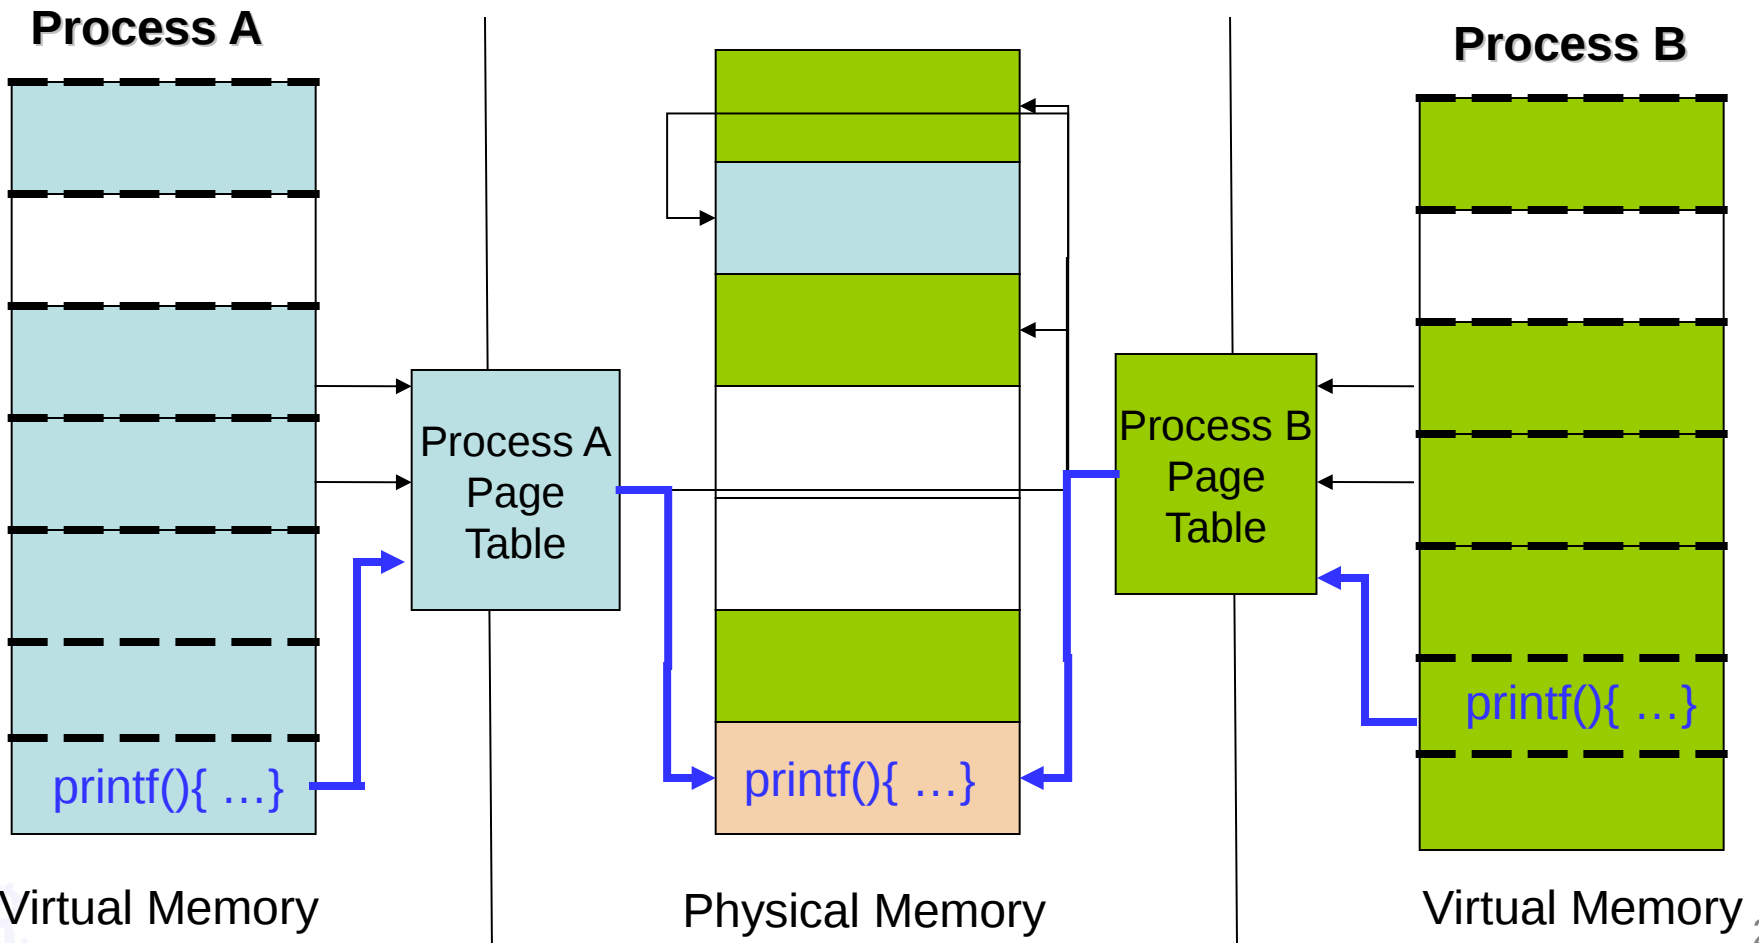 Process A
Process B
Process A
Page
Table
Process B
Page
Table
printf(){ …}
printf(){ …}
printf(){ …}
Virtual Memory
Physical Memory
Virtual Memory